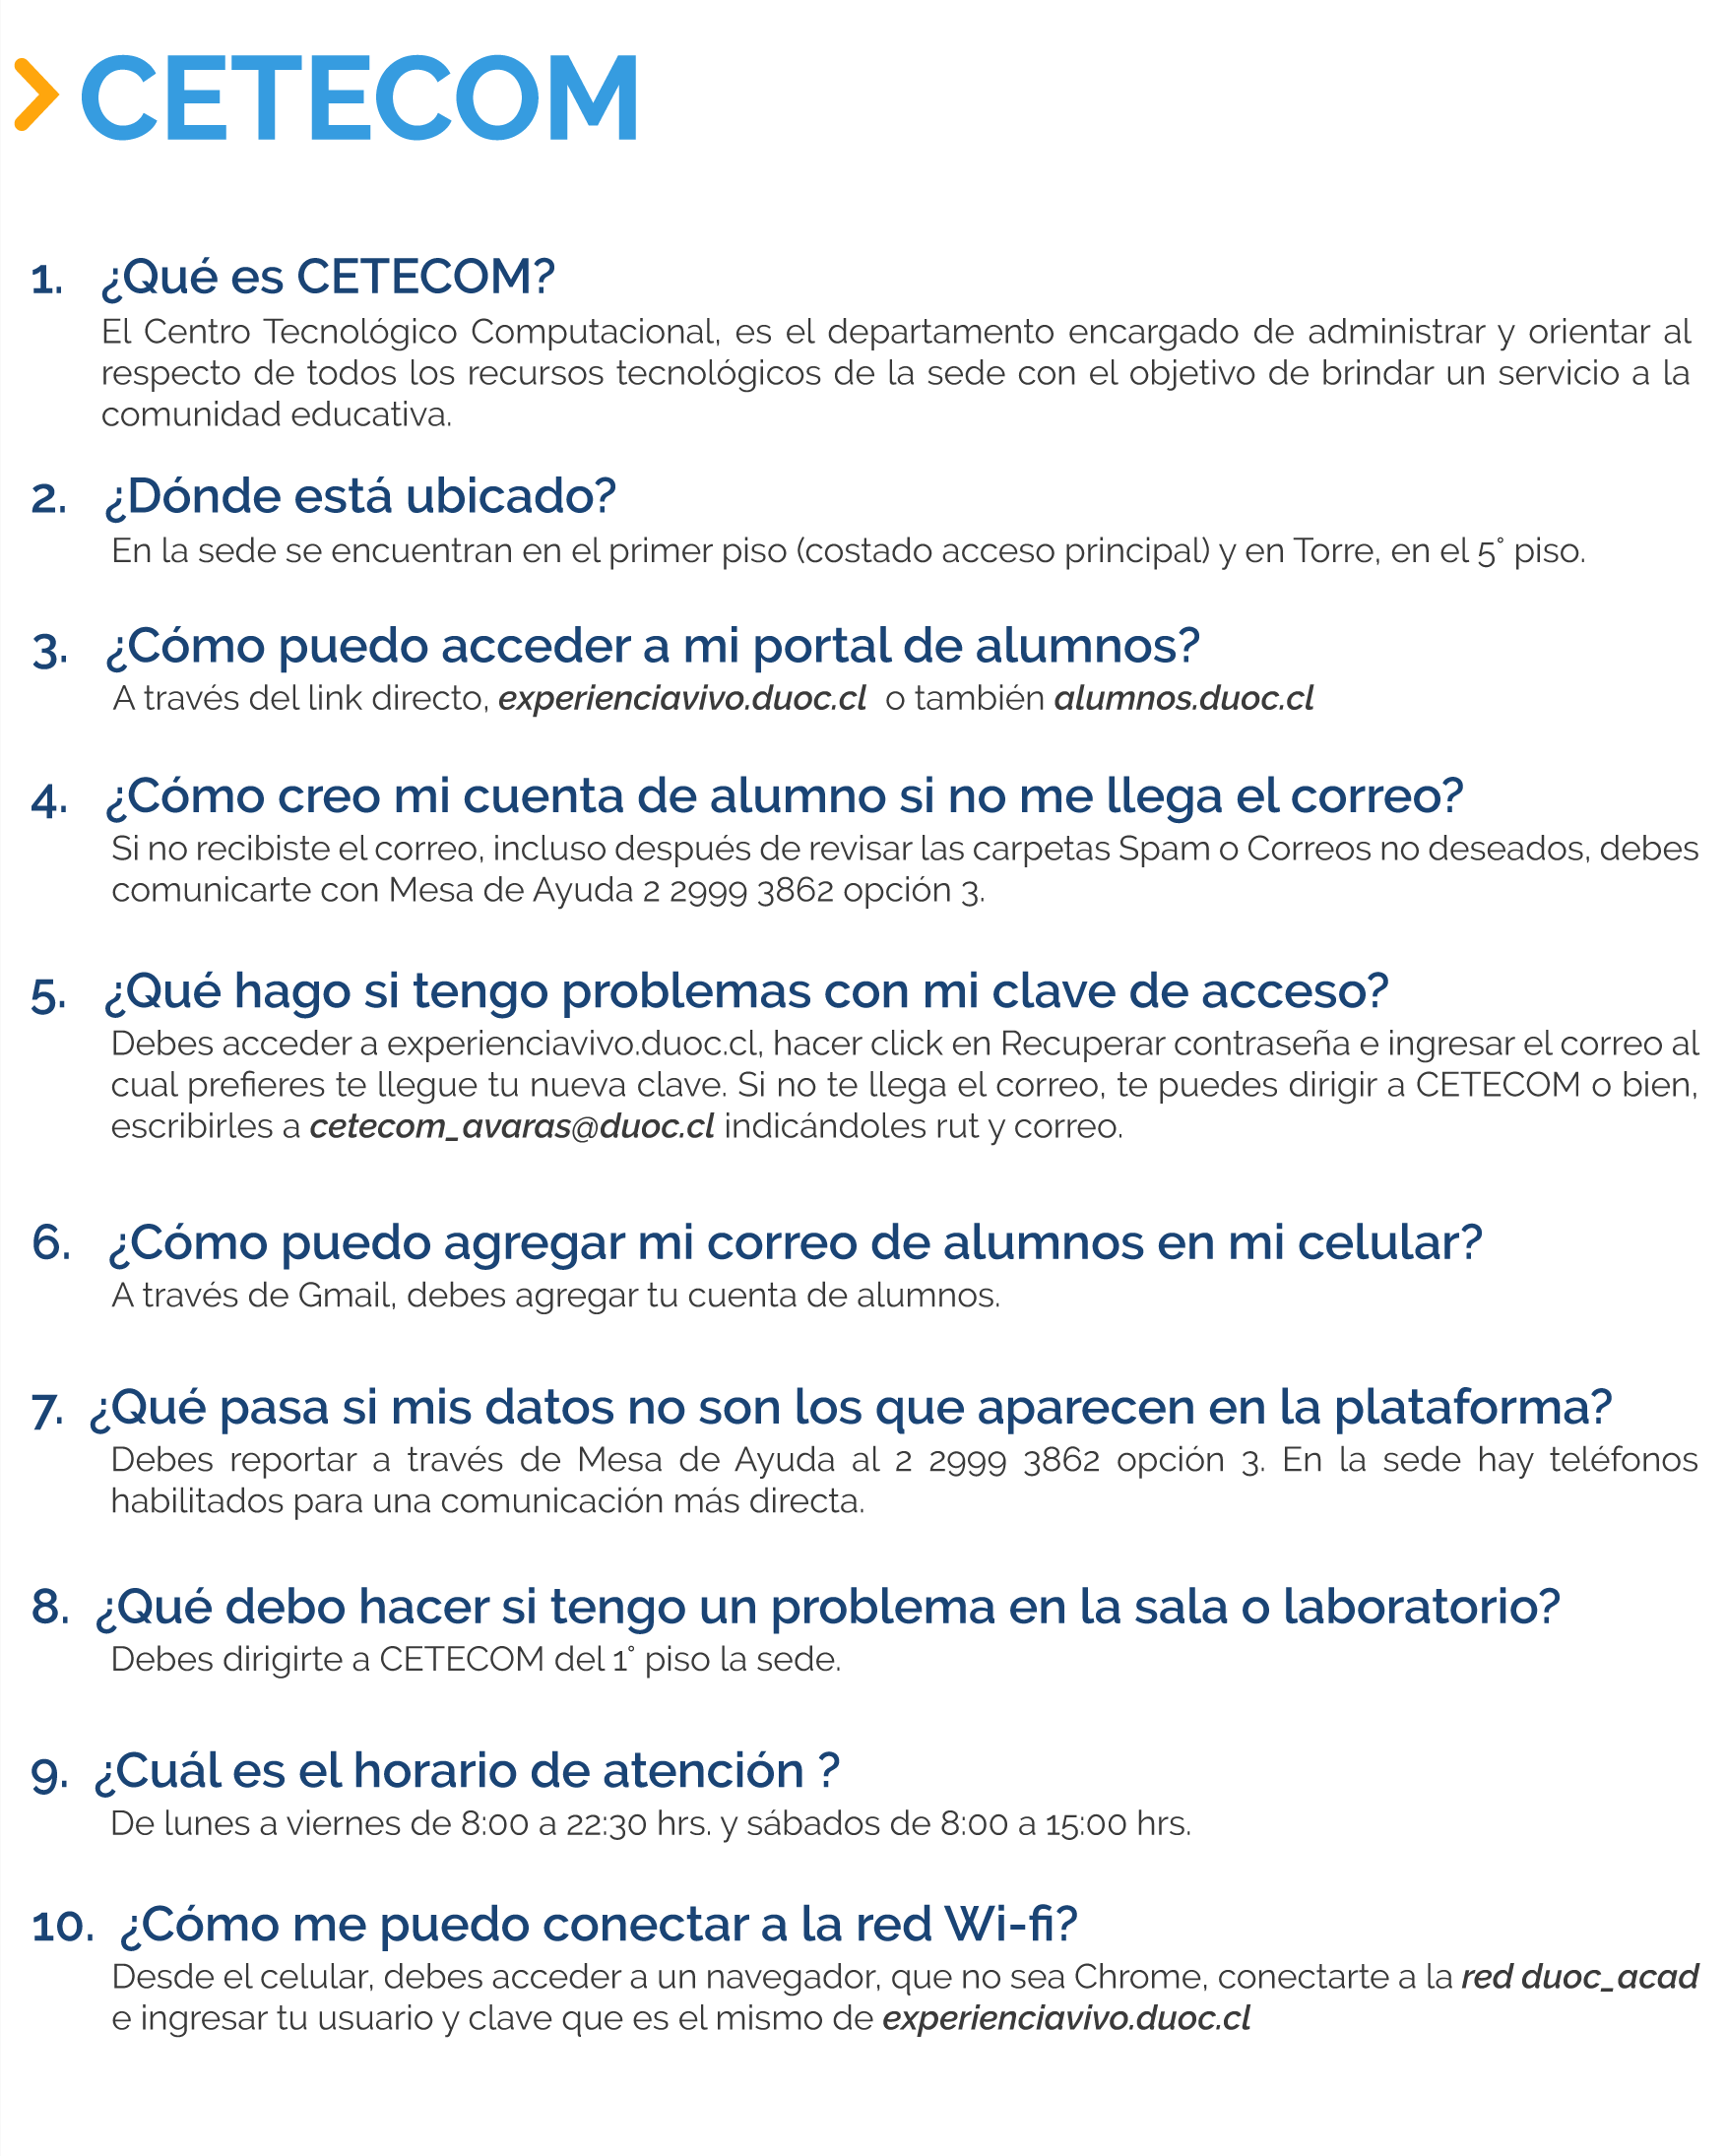 CETECOM
1. ¿Qué es CETECOM?
El Centro Tecnológico Computacional, es el departamento encargado de administrar y orientar al
respecto de todos los recursos tecnológicos de la sede con el objetivo de brindar un servicio a la
comunidad educativa.
2. ¿Dónde está ubicado?
En la sede se encuentran en el primer piso (costado acceso principal) y en Torre, en el 5° piso.
3. ¿Cómo puedo acceder a mi portal de alumnos?
A través del link directo, experienciavivo.duoc.cl o también alumnos.duoc.cl
4. ¿Cómo creo mi cuenta de alumno si no me llega el correo?
Si no recibiste el correo, incluso después de revisar las carpetas Spam o Correos no deseados, debes
comunicarte con Mesa de Ayuda 2 2999 3862 opción 3.
5. ¿Qué hago si tengo problemas con mi clave de acceso?
Debes acceder a experienciavivo.duoc.cl, hacer click en Recuperar contraseña e ingresar el correo al
cual prefieres te llegue tu nueva clave. Si no te llega el correo, te puedes dirigir a CETECOM o bien,
escribirles a cetecom_avaras@duoc.cl indicándoles rut y correo.
6. ¿Cómo puedo agregar mi correo de alumnos en mi celular?
A través de Gmail, debes agregar tu cuenta de alumnos.
7. ¿Qué pasa si mis datos no son los que aparecen en la plataforma?
Debes reportar a través de Mesa de Ayuda al 2 2999 3862 opción 3. En la sede hay teléfonos
habilitados para una comunicación más directa.
8. ¿Qué debo hacer si tengo un problema en la sala o laboratorio?
Debes dirigirte a CETECOM del 1° piso la sede.
9. ¿Cuál es el horario de atención ?
De lunes a viernes de 8:00 a 22:30 hrs. y sábados de 8:00 a 15:00 hrs.
10. ¿Cómo me puedo conectar a la red Wi-fi?
Desde el celular, debes acceder a un navegador, que no sea Chrome, conectarte a la red duoc_acad
e ingresar tu usuario y clave que es el mismo de experienciavivo.duoc.cl